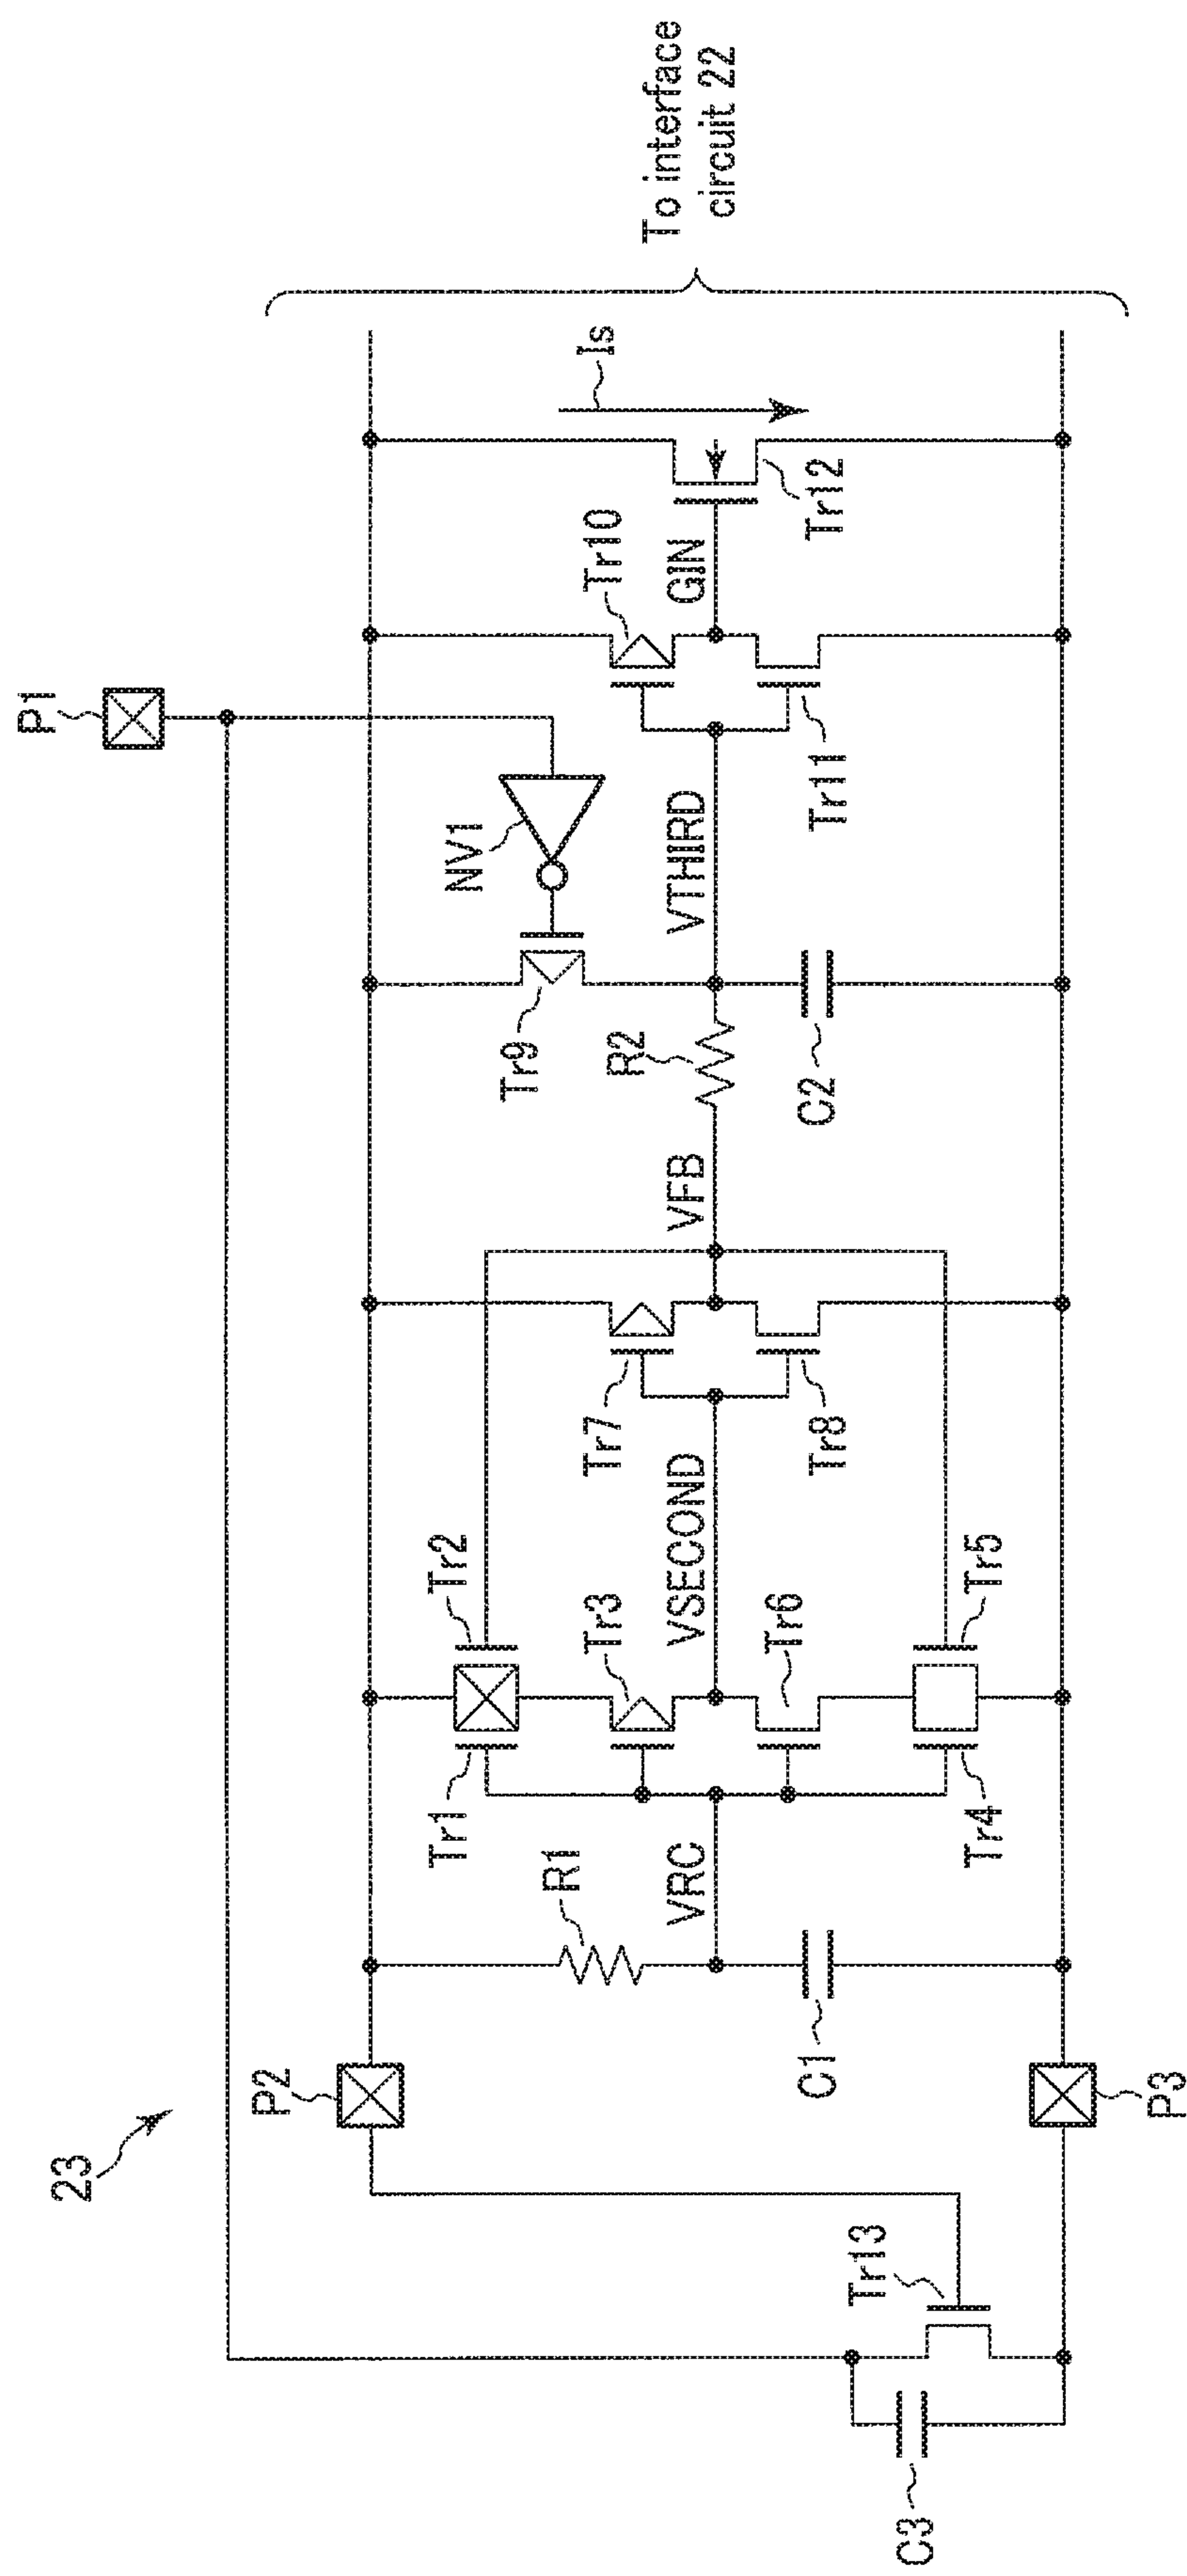 23
P1
P2
P3
To interface
circuit 22
Is
Tr12
Tr10
GIN
Tr11
NV1
VTHIRD
Tr9
R2
C2
VFB
Tr7
Tr8
VSECOND
Tr2
Tr3
Tr6
Tr5
Tr1
Tr4
R1
VRC
C1
Tr13
C3